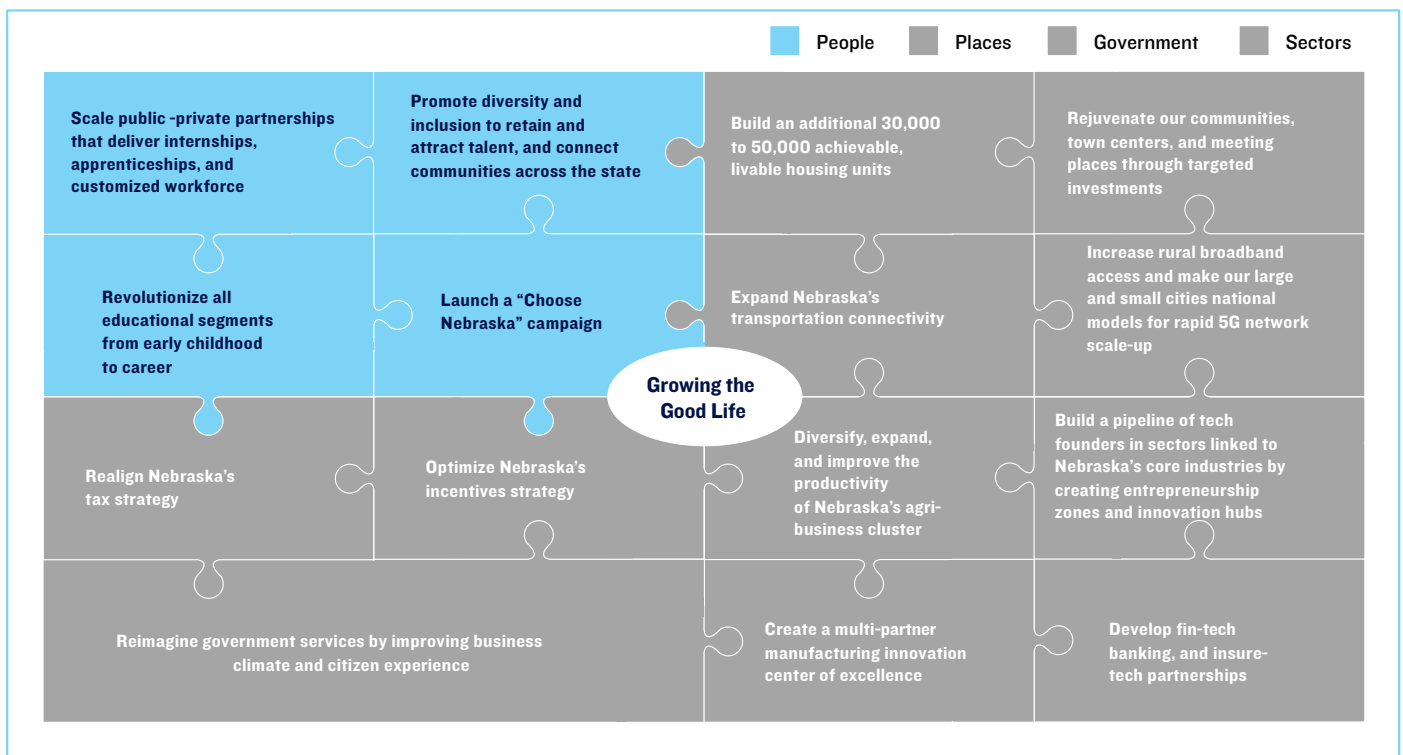 People
Places
Government
Sectors
Scale public -private partnerships
that deliver internships,
apprenticeships, and
customized workforce
Promote diversity and
inclusion to retain and
attract talent, and connect
communities across the state
Build an additional 30,000
to 50,000 achievable,
livable housing units
Rejuvenate our communities,
town centers, and meeting
places through targeted
investments
Revolutionize all
educational segments
from early childhood
to career
Launch a “Choose
Nebraska” campaign
Expand Nebraska’s
transportation connectivity
Increase rural broadband
access and make our large
and small cities national
models for rapid 5G network
scale-up
Growing the
Good Life
Realign Nebraska’s
tax strategy
Optimize Nebraska’s
incentives strategy
Diversify, expand,
and improve the
productivity
of Nebraska’s agri-
business cluster
Build a pipeline of tech
founders in sectors linked to
Nebraska’s core industries by
creating entrepreneurship
zones and innovation hubs
Reimagine government services by improving business
climate and citizen experience
Create a multi-partner
manufacturing innovation
center of excellence
Develop fin-tech
banking, and insure-
tech partnerships